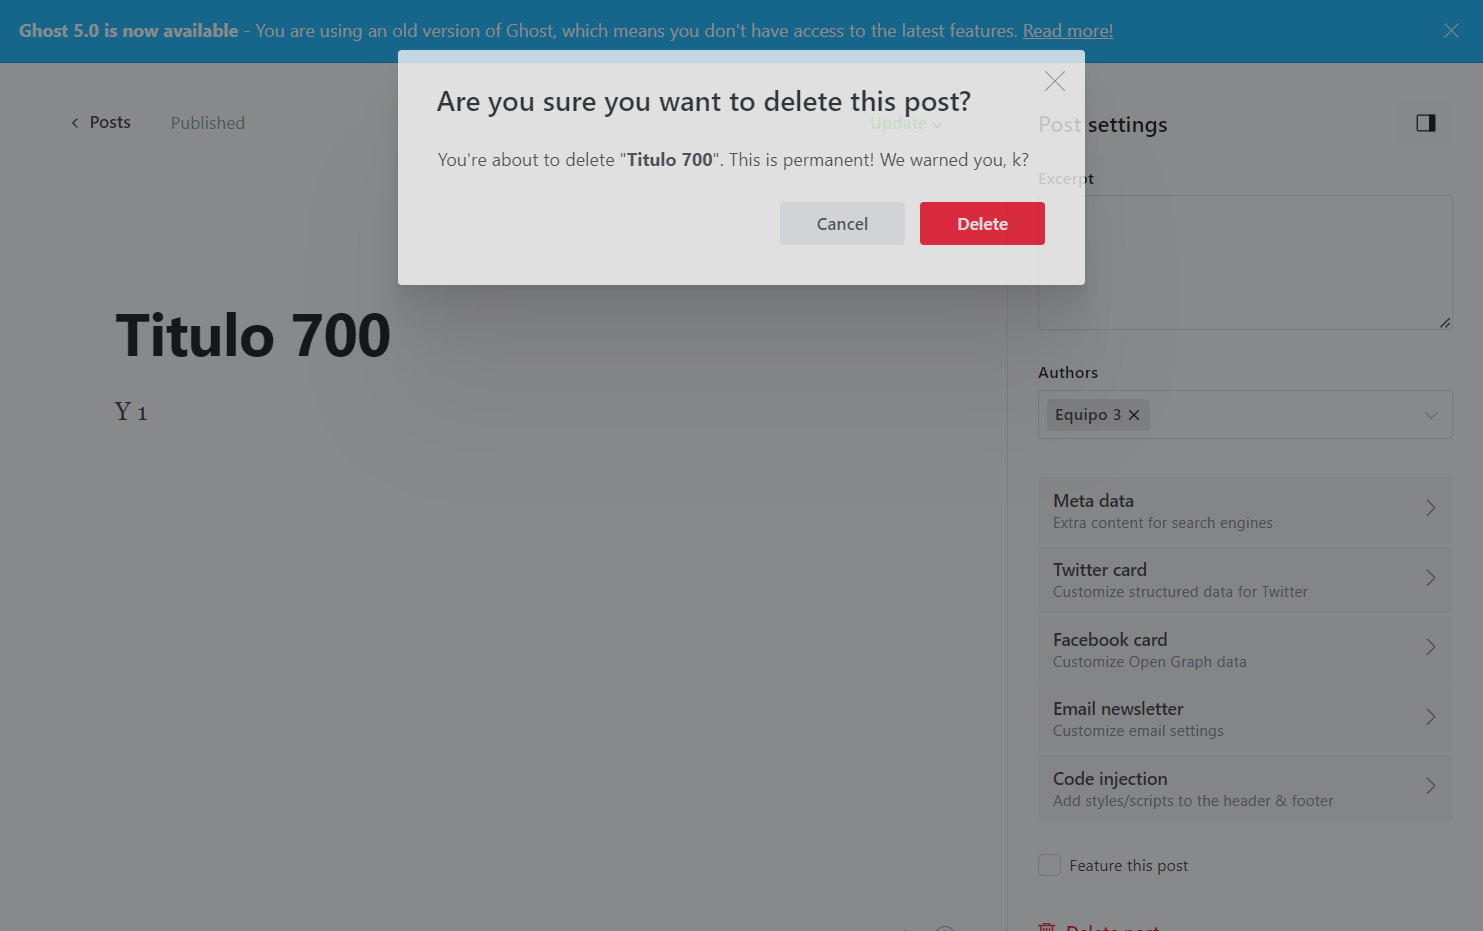 Ghost 5.0 is now available - You are using an old version of Ghost, which means you don't have access to the latest features. Read more!
Are you sure you want to delete this post?
You're about to delete "Titulo 700". This is permanent! We warned you, k?
Cancel
Delete
Posts
Published
Update
Titulo 700
Y 1
Post settings
Excerpt
Authors
Equipo 3
Meta data
Extra content for search engines
Twitter card
Customize structured data for Twitter
Facebook card
Customize Open Graph data
Email newsletter
Customize email settings
Code injection
Add styles/scripts to the header & footer
Feature this post
Delete post